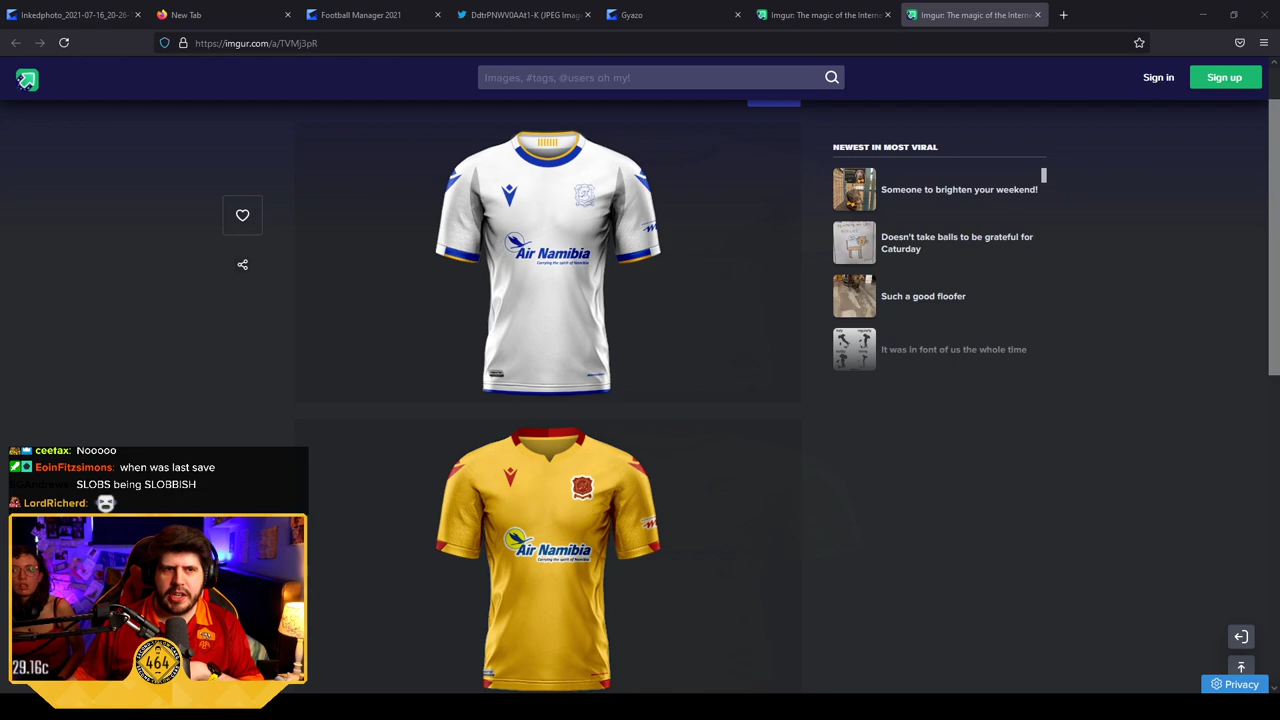 Inkedphoto_2021-07-16_20-26-
New Tab
Football Manager 2021
DdtrPNWV0AAt1-K (JPEG Imag
Gyazo
Imgur: The magic of the Intern
Imgur: The magic of the Intern
https://imgur.com/a/TVMj3pR
Images, #tags, @users oh my!
Sign in
Sign up
NEWEST IN MOST VIRAL
Someone to brighten your weekend!
Doesn't take balls to be grateful for
Caturday
Such a good floofer
It was in font of us the whole time
Air Namibia
Carrying the spirit of Namibia
Air Namibia
Carrying the spirit of Namibia
ceefax: Nooooo
EoinFitzsimons: when was last save
SLOBS being SLOBBISH
LordRicherd:
464
29.16c
Privacy